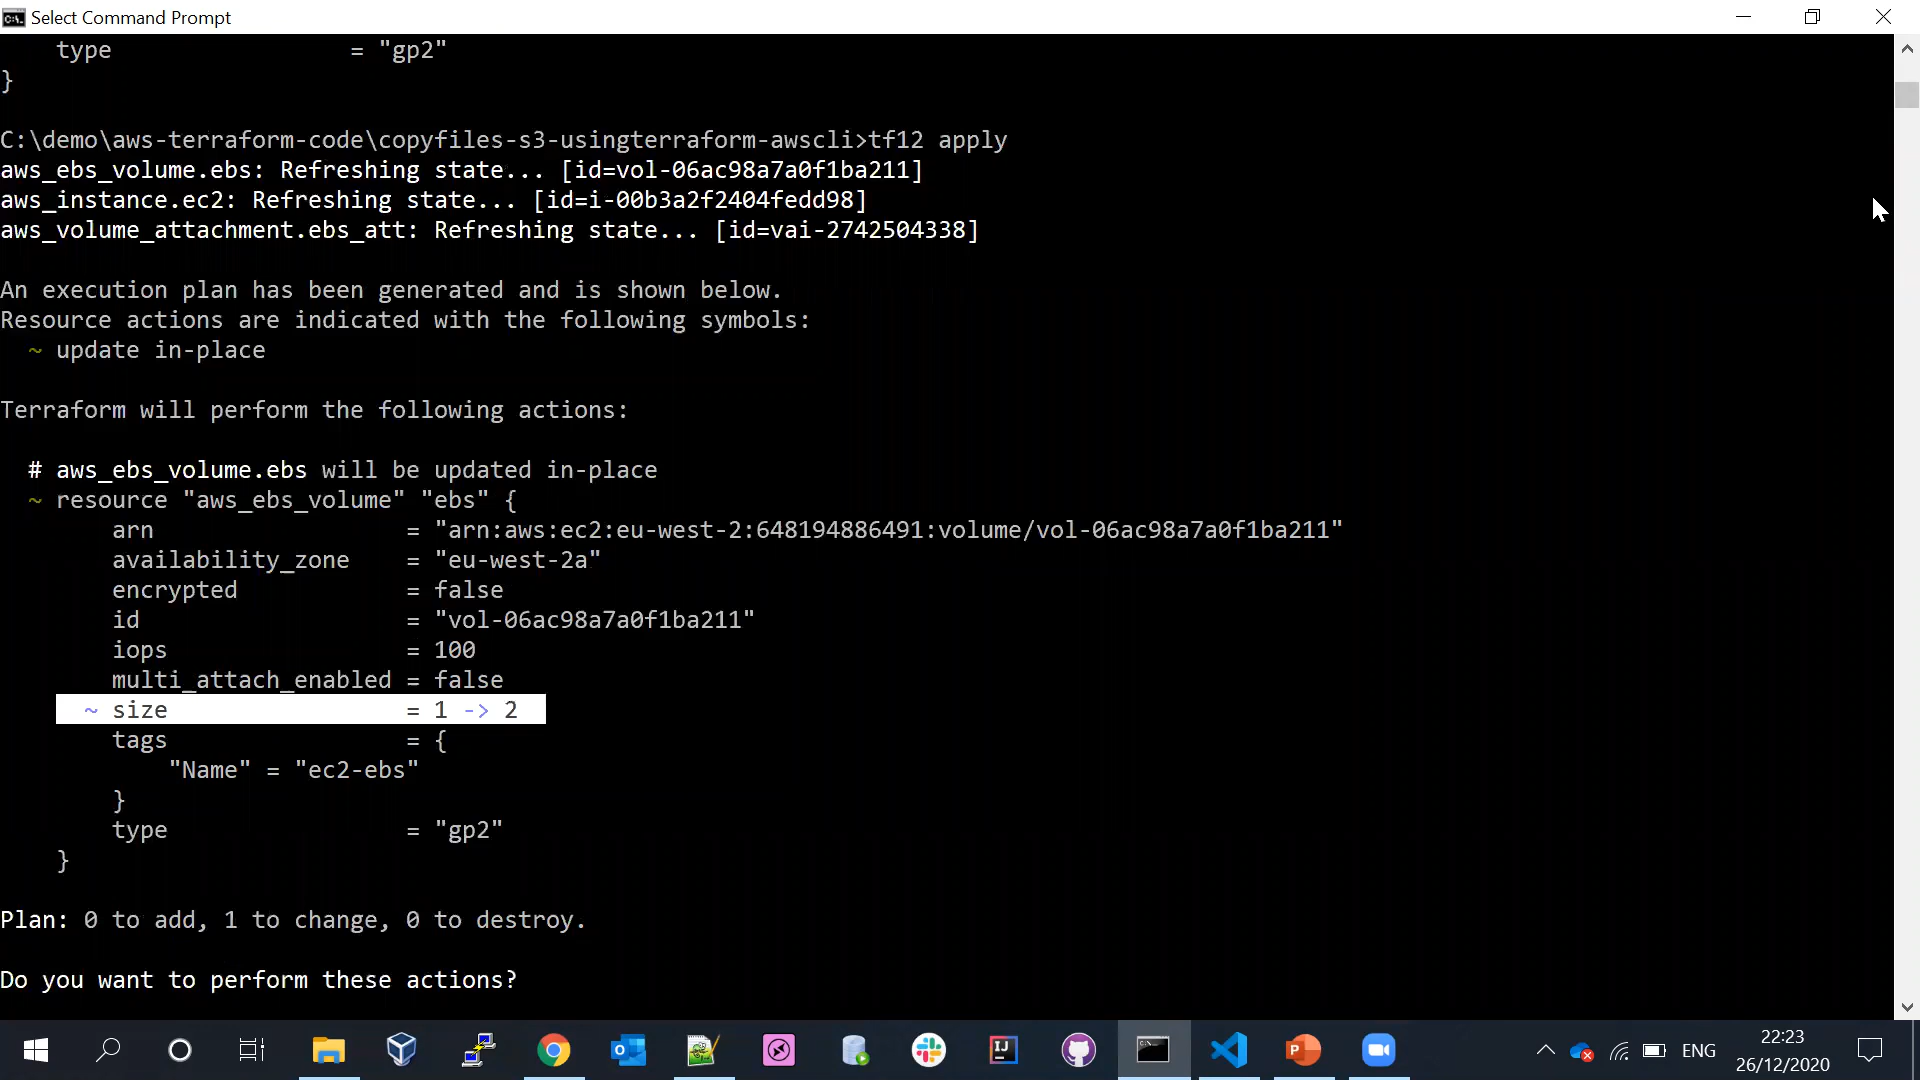 Select Command Prompt
type                 = "gp2"
}
C:\demo\aws-terraform-code\copyfiles-s3-usingterraform-awscli>tf12 apply
aws_ebs_volume.ebs: Refreshing state... [id=vol-06ac98a7a0f1ba211]
aws_instance.ec2: Refreshing state... [id=i-00b3a2f2404fedd98]
aws_volume_attachment.ebs_att: Refreshing state... [id=vai-2742504338]
An execution plan has been generated and is shown below.
Resource actions are indicated with the following symbols:
~ update in-place
Terraform will perform the following actions:
# aws_ebs_volume.ebs will be updated in-place
~ resource "aws_ebs_volume" "ebs" {
arn                  = "arn:aws:ec2:eu-west-2:648194886491:volume/vol-06ac98a7a0f1ba211"
availability_zone    = "eu-west-2a"
encrypted            = false
id                   = "vol-06ac98a7a0f1ba211"
iops                 = 100
multi_attach_enabled = false
~ size                 = 1 -> 2
tags                 = {
"Name" = "ec2-ebs"
}
type                 = "gp2"
}
Plan: 0 to add, 1 to change, 0 to destroy.
Do you want to perform these actions?
ENG
22:23
26/12/2020